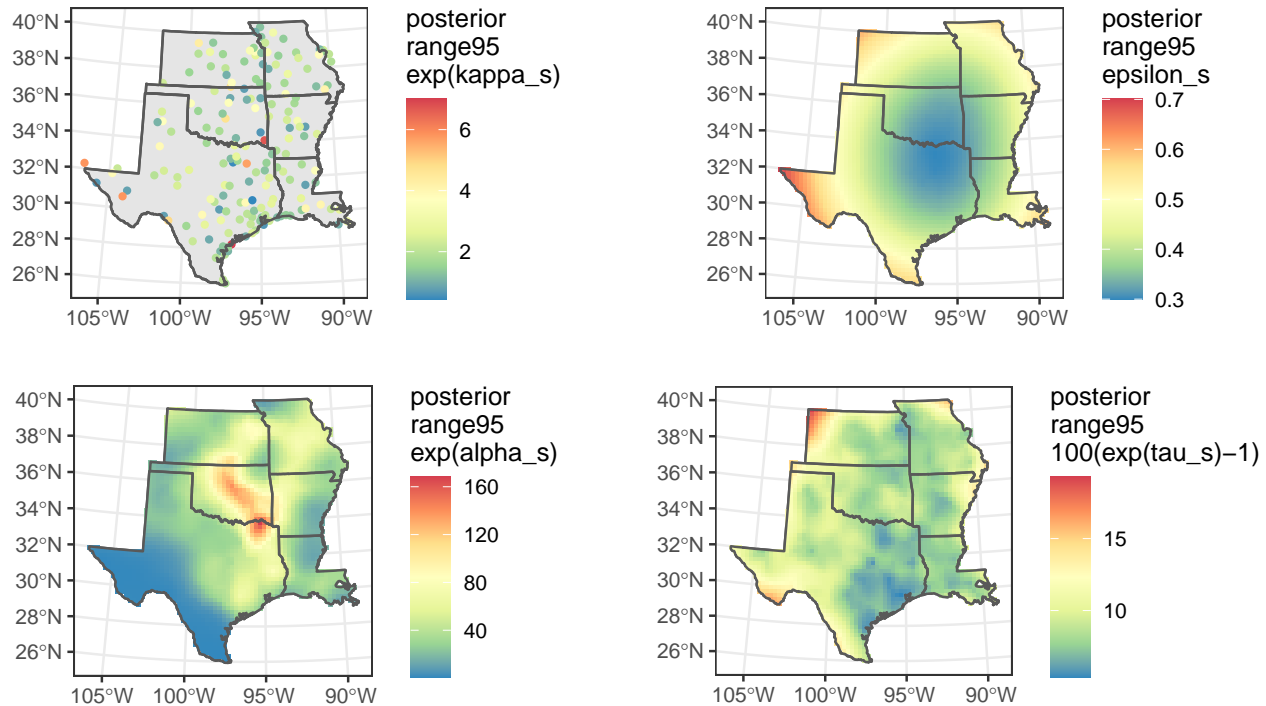 posterior
range95
exp(kappa_s)
6
4
2
40°N
38°N
36°N
34°N
32°N
30°N
28°N
26°N
105°W 100°W 95°W 90°W
posterior
range95
epsilon_s
0.7
0.6
0.5
0.4
0.3
40°N
38°N
36°N
34°N
32°N
30°N
28°N
26°N
105°W 100°W 95°W 90°W
posterior
range95
exp(alpha_s)
160
120
80
40
40°N
38°N
36°N
34°N
32°N
30°N
28°N
26°N
105°W 100°W 95°W 90°W
posterior
range95
100(exp(tau_s)−1)
15
10
40°N
38°N
36°N
34°N
32°N
30°N
28°N
26°N
105°W 100°W 95°W 90°W